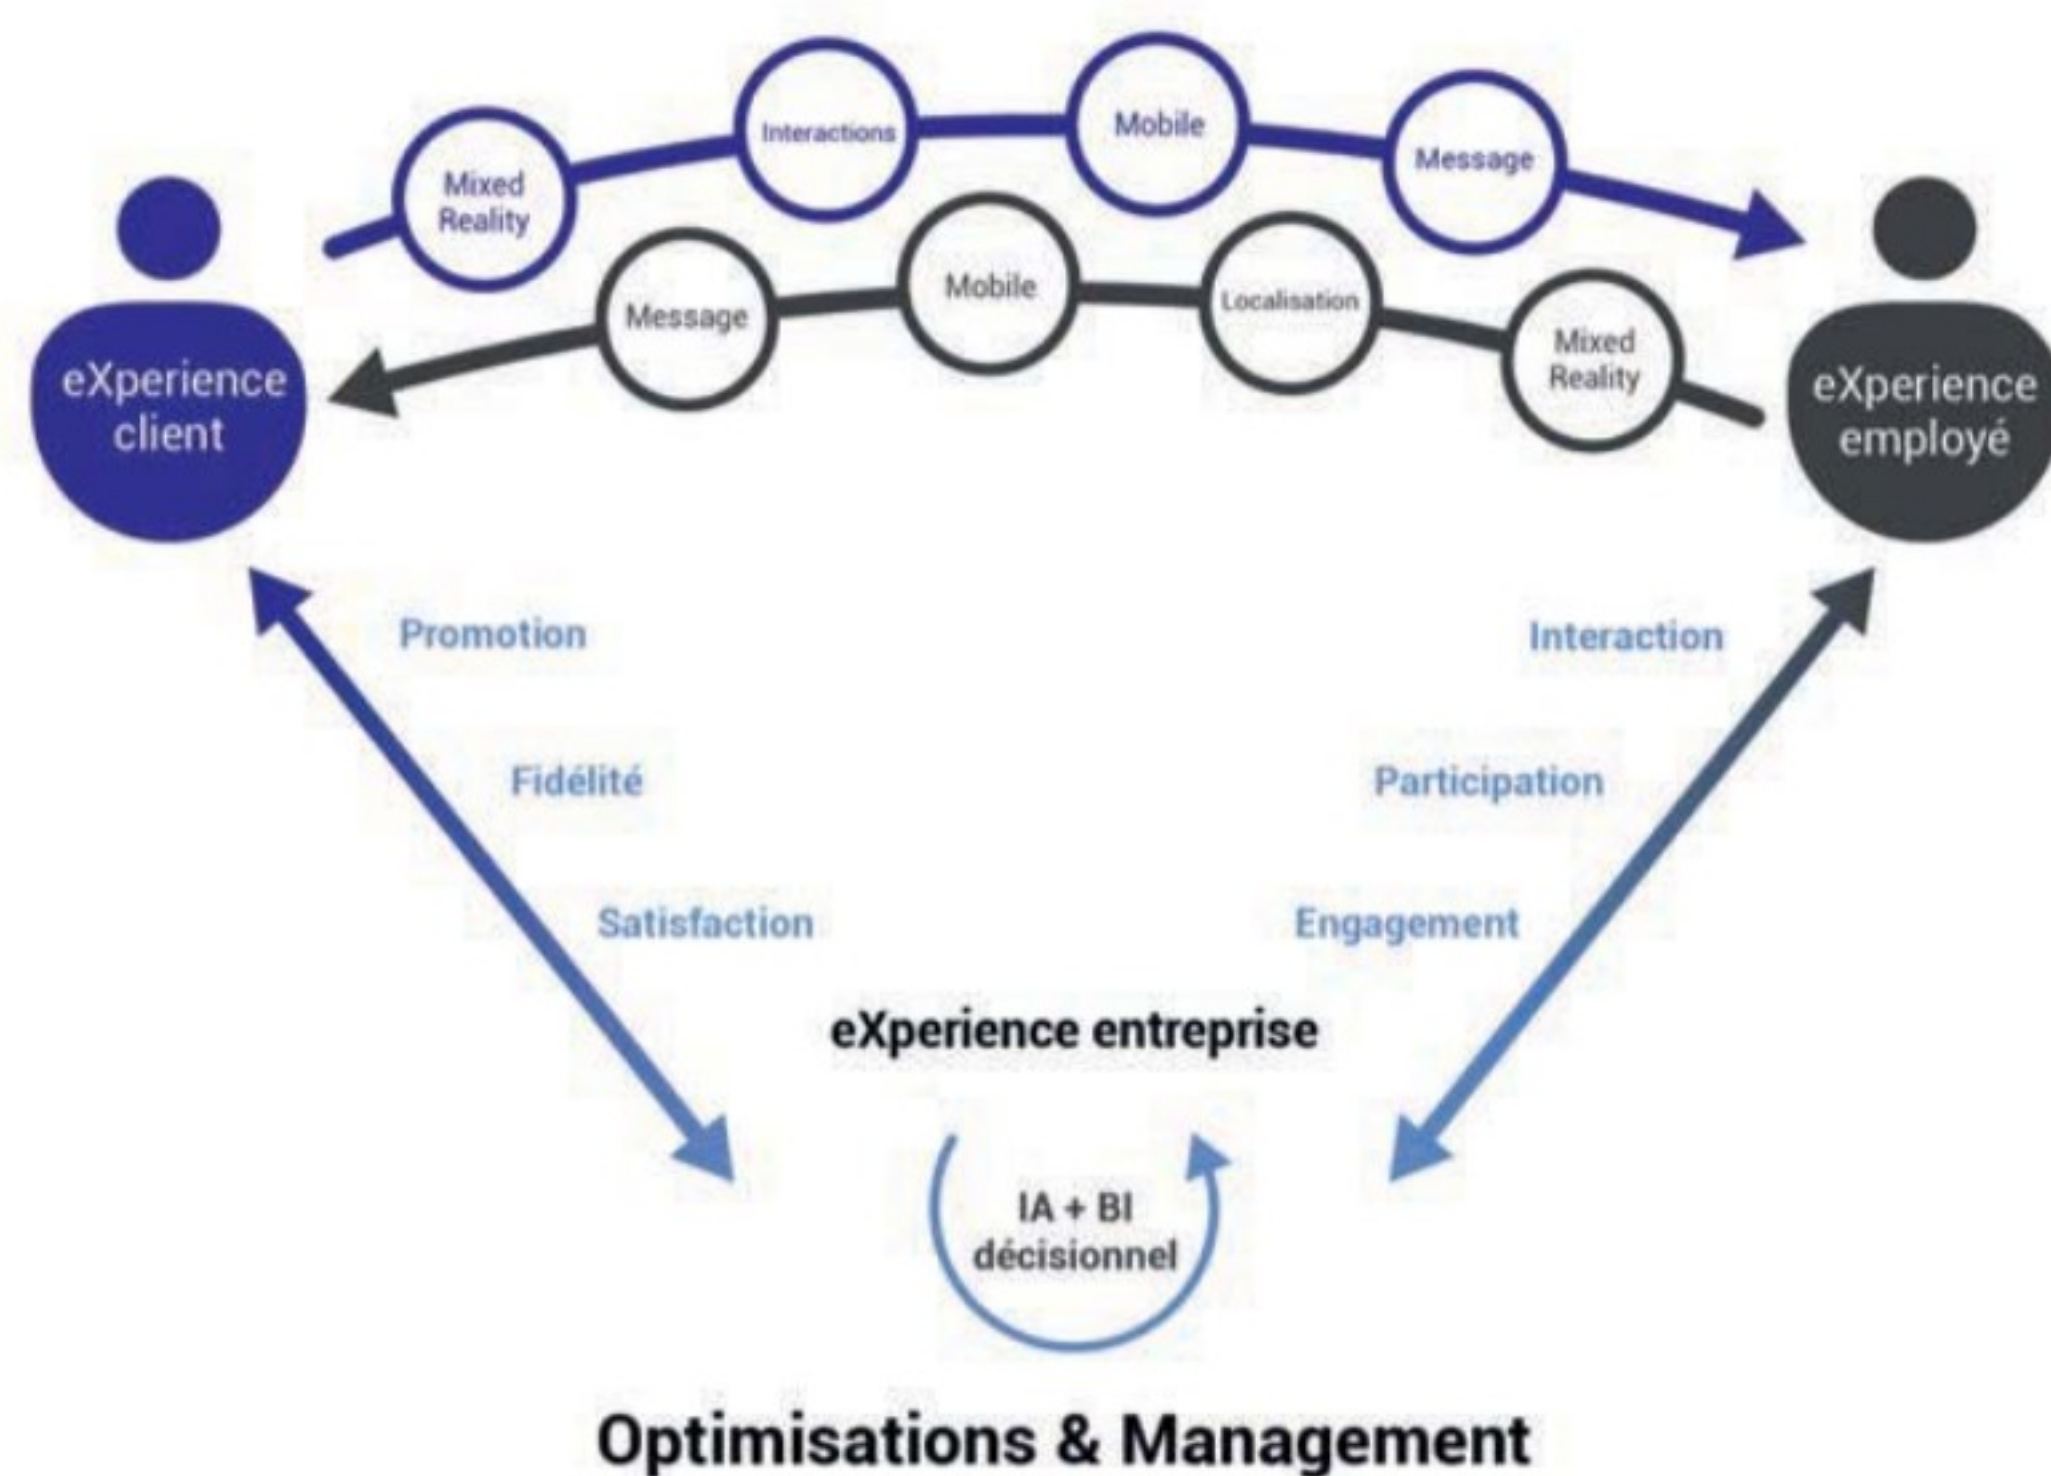 Mixed
Reality
Interactions
Mobile
Message
Message
Mobile
Localisation
Mixed
Reality
eXperience
client
eXperience
employé
Promotion
Interaction
Fidélité
Participation
Satisfaction
Engagement
eXperience entreprise
IA + BI
décisionnel
Optimisations & Management